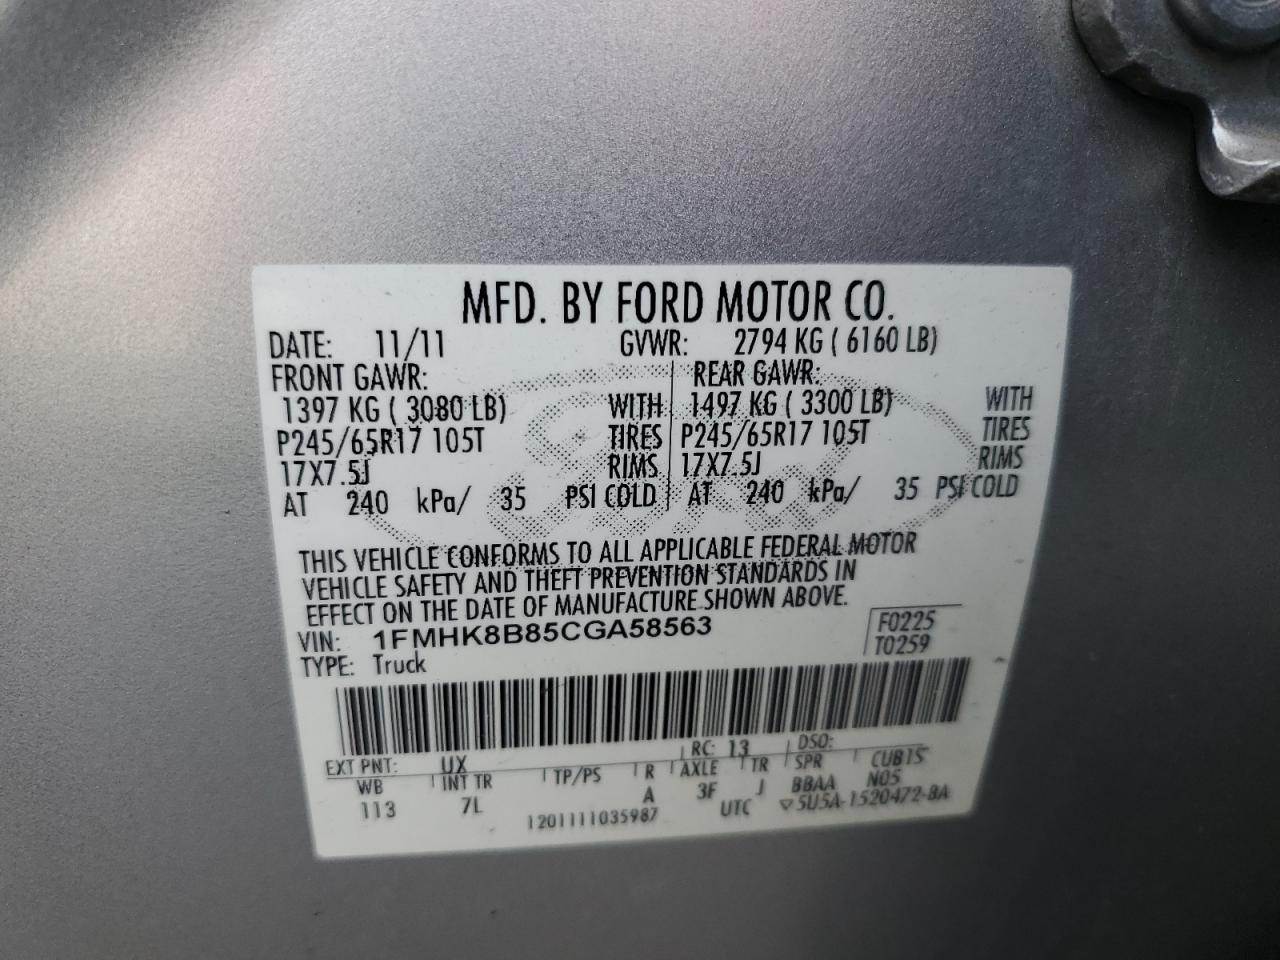 MFD. BY FORD MOTOR CO.
DATE: 11/11 GVWR: 2794 KG ( 6160 LB)
FRONT GAWR: REAR GAWR:
1397 KG ( 3080 LB) WITH 1497 KG ( 3300 LB) WITH
P245/65R17 105T TIRES P245/65R17 105T TIRES
17X7.5J RIMS 17X7.5J RIMS
AT 240 kPa/ 35 PSI COLD AT 240 kPa/ 35 PSI COLD
THIS VEHICLE CONFORMS TO ALL APPLICABLE FEDERAL MOTOR
VEHICLE SAFETY AND THEFT PREVENTION STANDARDS IN
EFFECT ON THE DATE OF MANUFACTURE SHOWN ABOVE.
VIN: 1FMHK8B85CGA58563 F0225
TYPE: Truck T0259
EXT PNT: UX RC: 13 DSO:
WB INT TR TP/PS R AXLE TR SPR CUB15
113 7L A 3F J BBAA N05
1201111035987 UTC ▽5U5A-1520472-BA